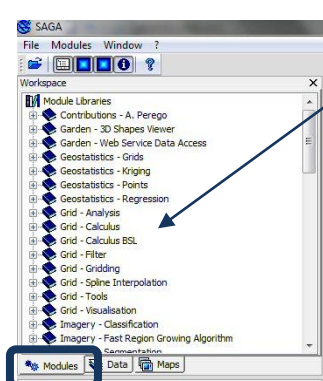 SAGA
File Modules Window ?
Workspace X
Module Libraries
Contributions - A. Perego
Garden - 3D Shapes Viewer
Garden - Web Service Data Access
Geostatistics - Grids
Geostatistics - Kriging
Geostatistics - Points
Geostatistics - Regression
Grid - Analysis
Grid - Calculus
Grid - Calculus BSL
Grid - Filter
Grid - Gridding
Grid - Spline Interpolation
Grid - Tools
Grid - Visualisation
Imagery - Classification
Imagery - Fast Region Growing Algorithm
Segmentation
Modules Data Maps